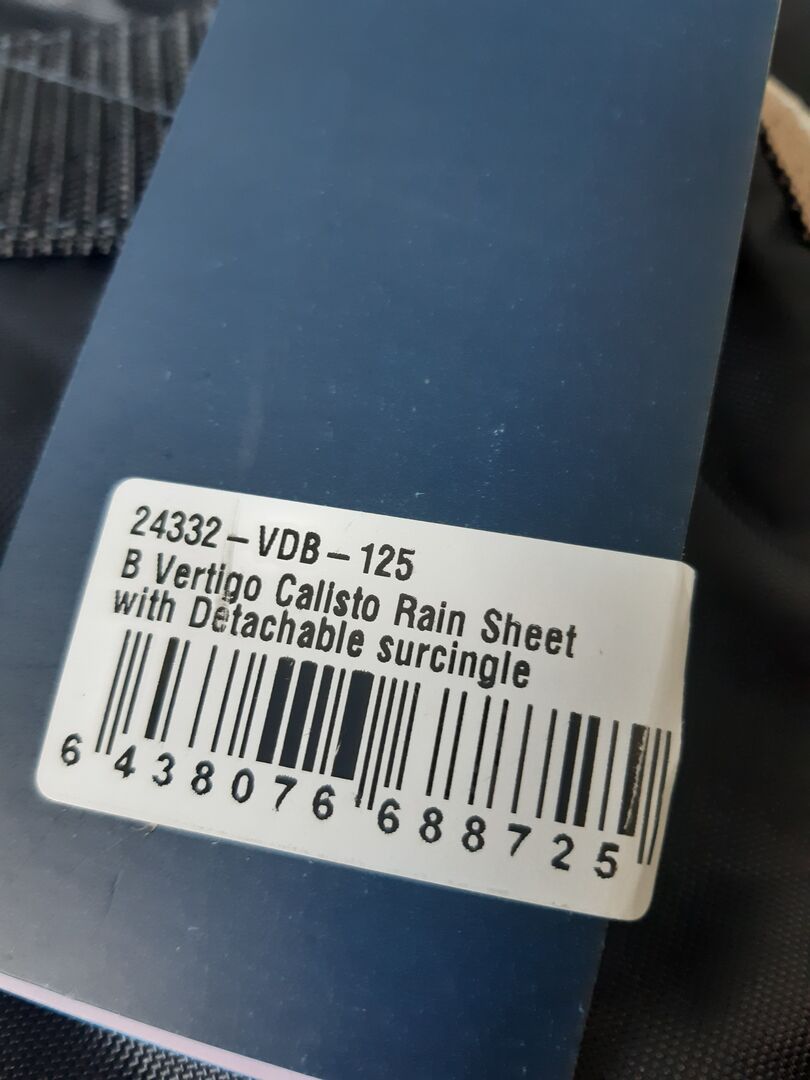 24332-VDB-125
B Vertigo Calisto Rain Sheet
with Detachable surcingle
6 438076 688725